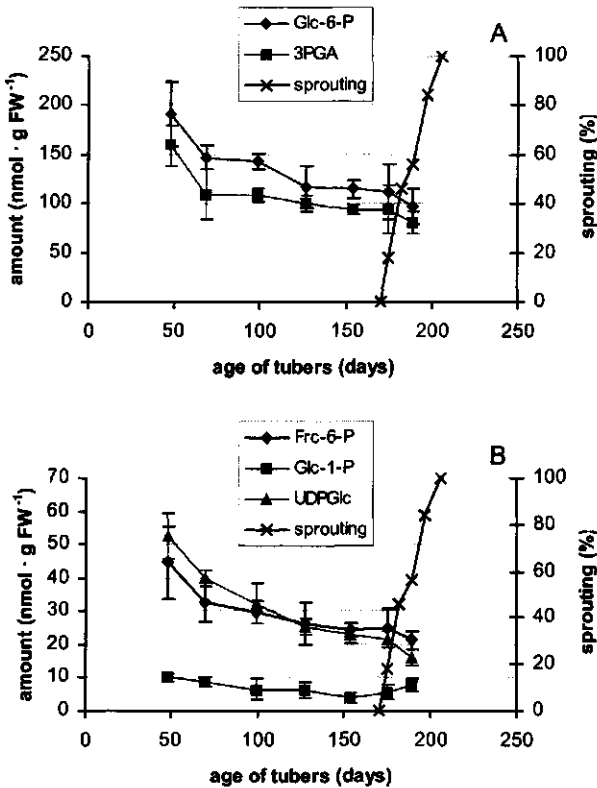 Glc-6-P
3PGA
sprouting
A
amount (nmol · g FW⁻¹)
250
200
150
100
50
0
100
80
60
40
20
0
sprouting (%)
0 50 100 150 200 250
age of tubers (days)
Frc-6-P
Glc-1-P
UDPGlc
sprouting
B
amount (nmol · g FW⁻¹)
70
60
50
40
30
20
10
0
100
80
60
40
20
0
sprouting (%)
0 50 100 150 200 250
age of tubers (days)